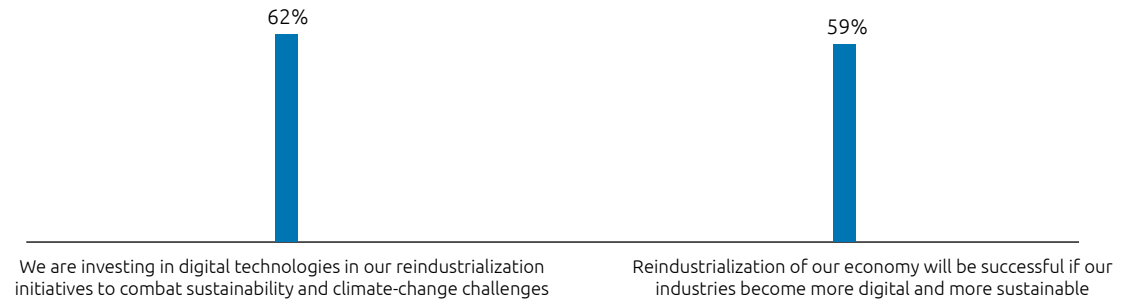 62%
59%
We are investing in digital technologies in our reindustrialization
initiatives to combat sustainability and climate-change challenges
Reindustrialization of our economy will be successful if our
industries become more digital and more sustainable